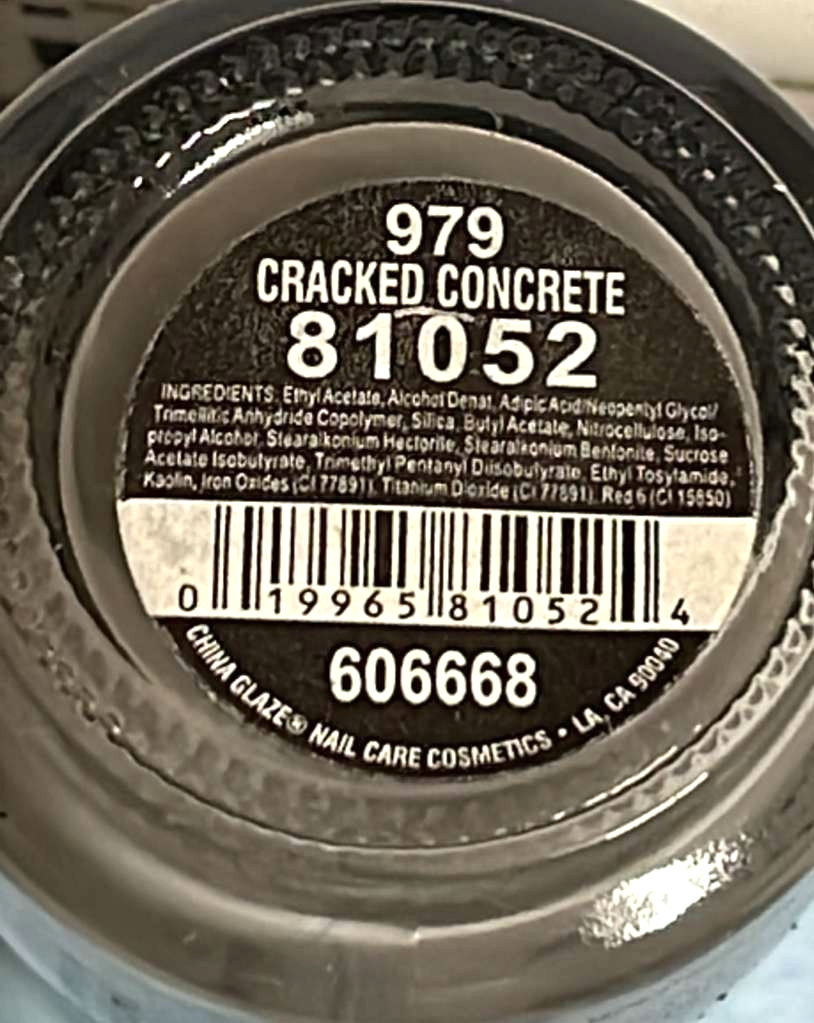 979
CRACKED CONCRETE
81052
INGREDIENTS: Ethyl Acetate, Alcohol Denat, Adipic Acid/Neopentyl Glycol/
Trimellitic Anhydride Copolymer, Silica, Butyl Acetate, Nitrocellulose, Iso-
propyl Alcohol, Stearalkonium Hectorite, Stearalkonium Bentonite, Sucrose
Acetate Isobutyrate, Trimethyl Pentanyl Diisobutyrate, Ethyl Tosylamide,
Kaolin, Iron Oxides (CI 77891), Titanium Dioxide (CI 77891), Red 6 (CI 15850)
0 19965 81052 4
606668
CHINA GLAZE® NAIL CARE COSMETICS • LA, CA 90040